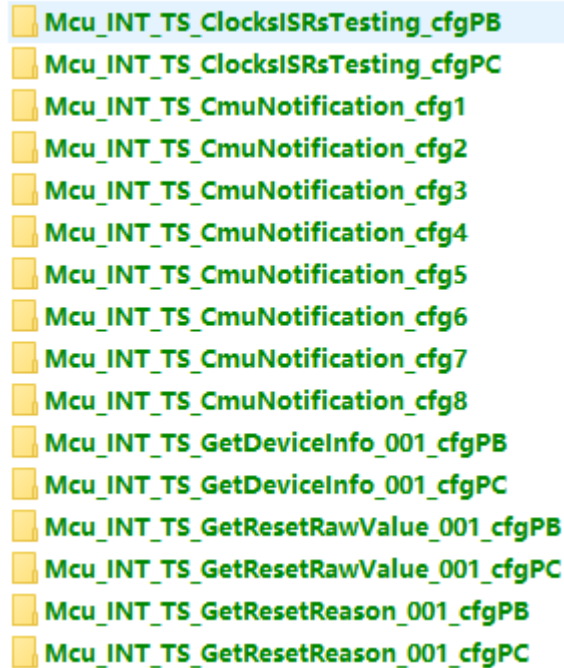 Mcu_INT_TS_ClocksISRsTesting_cfgPB
Mcu_INT_TS_ClocksISRsTesting_cfgPC
Mcu_INT_TS_CmuNotification_cfg1
Mcu_INT_TS_CmuNotification_cfg2
Mcu_INT_TS_CmuNotification_cfg3
Mcu_INT_TS_CmuNotification_cfg4
Mcu_INT_TS_CmuNotification_cfg5
Mcu_INT_TS_CmuNotification_cfg6
Mcu_INT_TS_CmuNotification_cfg7
Mcu_INT_TS_CmuNotification_cfg8
Mcu_INT_TS_GetDeviceInfo_001_cfgPB
Mcu_INT_TS_GetDeviceInfo_001_cfgPC
Mcu_INT_TS_GetResetRawValue_001_cfgPB
Mcu_INT_TS_GetResetRawValue_001_cfgPC
Mcu_INT_TS_GetResetReason_001_cfgPB
Mcu_INT_TS_GetResetReason_001_cfgPC